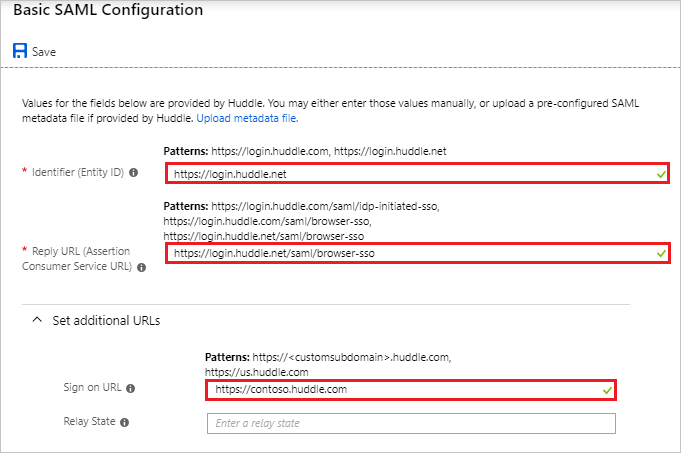 Basic SAML Configuration
Save
Values for the fields below are provided by Huddle. You may either enter those values manually, or upload a pre-configured SAML
metadata file if provided by Huddle. Upload metadata file.
Patterns: https://login.huddle.com, https://login.huddle.net
* Identifier (Entity ID)
https://login.huddle.net
Patterns: https://login.huddle.com/saml/idp-initiated-sso,
https://login.huddle.com/saml/browser-sso,
https://login.huddle.net/saml/browser-sso
* Reply URL (Assertion
Consumer Service URL)
https://login.huddle.net/saml/browser-sso
Set additional URLs
Patterns: https://<customsubdomain>.huddle.com,
https://us.huddle.com
Sign on URL
https://contoso.huddle.com
Relay State
Enter a relay state